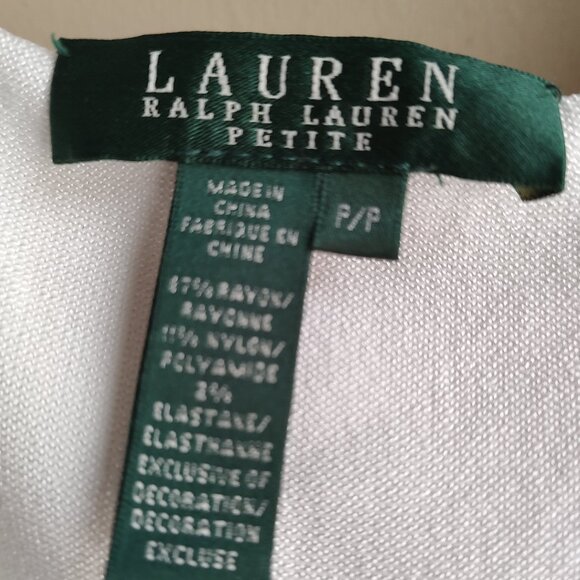 LAUREN
RALPH LAUREN
PETITE
P/P
MADE IN
CHINA
FABRIQUE EN
CHINE
87% RAYON/
RAYONNE
11% NYLON/
POLYAMIDE
2%
ELASTANE/
ELASTHANNE
EXCLUSIVE OF
DECORATION/
DECORATION
EXCLUSE